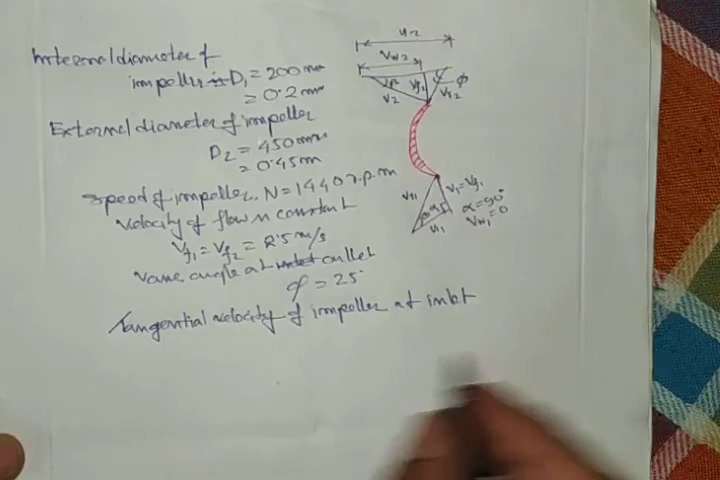 Internal diameter of
impeller D₁ = 200 mm
= 0.2 mm
External diameter of impeller
D₂ = 450 mm
= 0.45 m
Speed of impeller, N = 1440 r.p.m
Velocity of flow is constant
Vf₁ = Vf₂ = 2.5 m/s
Vane angle at outlet
φ = 25°
Tangential velocity of impeller at inlet
u₂
Vw₂
β
Vf₂
φ
V₂
Vr₂
Vr₁
V₁ = Vf₁
θ
α
u₁
α = 90°
Vw₁ = 0